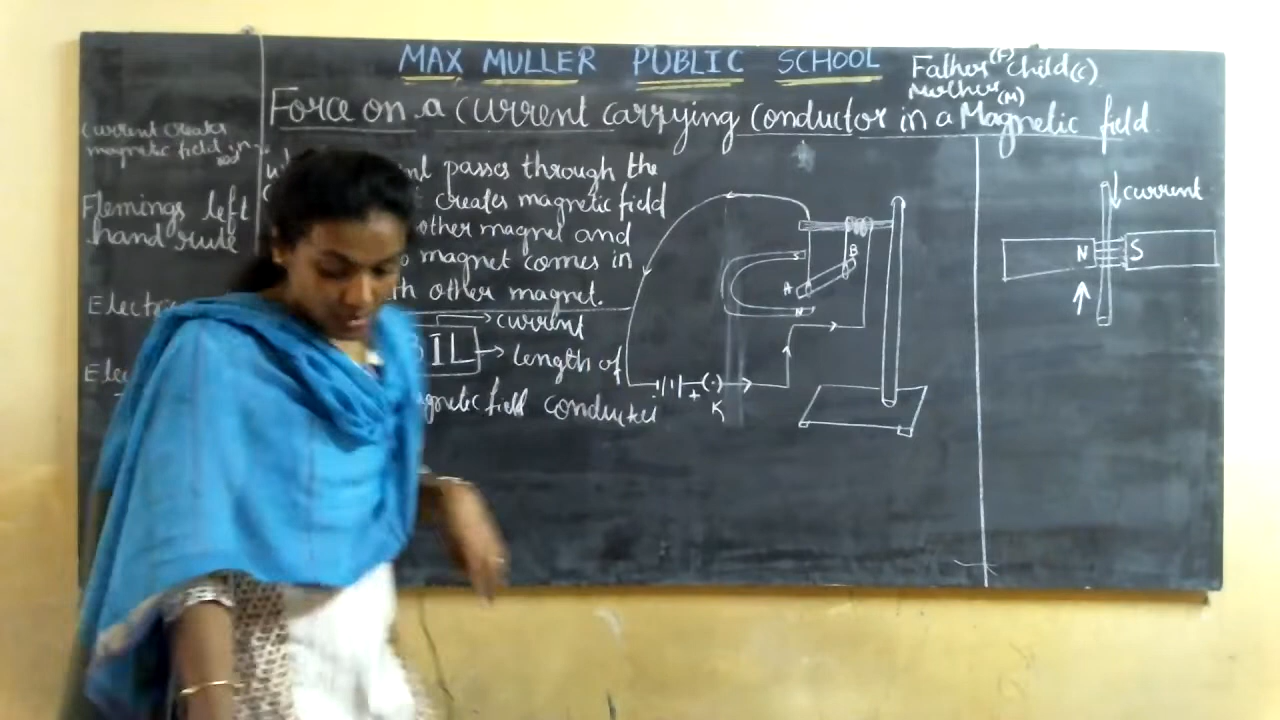 MAX MULLER PUBLIC SCHOOL
Father (F) Child (C)
Mother (M)
Force on a current carrying conductor in a Magnetic field
Current creates
magnetic field in
Flemings left
hand rule
passes through the
creates magnetic field
other magnet and
magnet comes in
other magnet.
current
BIL length of
conductor
S
B
A
N
+
K
current
N S